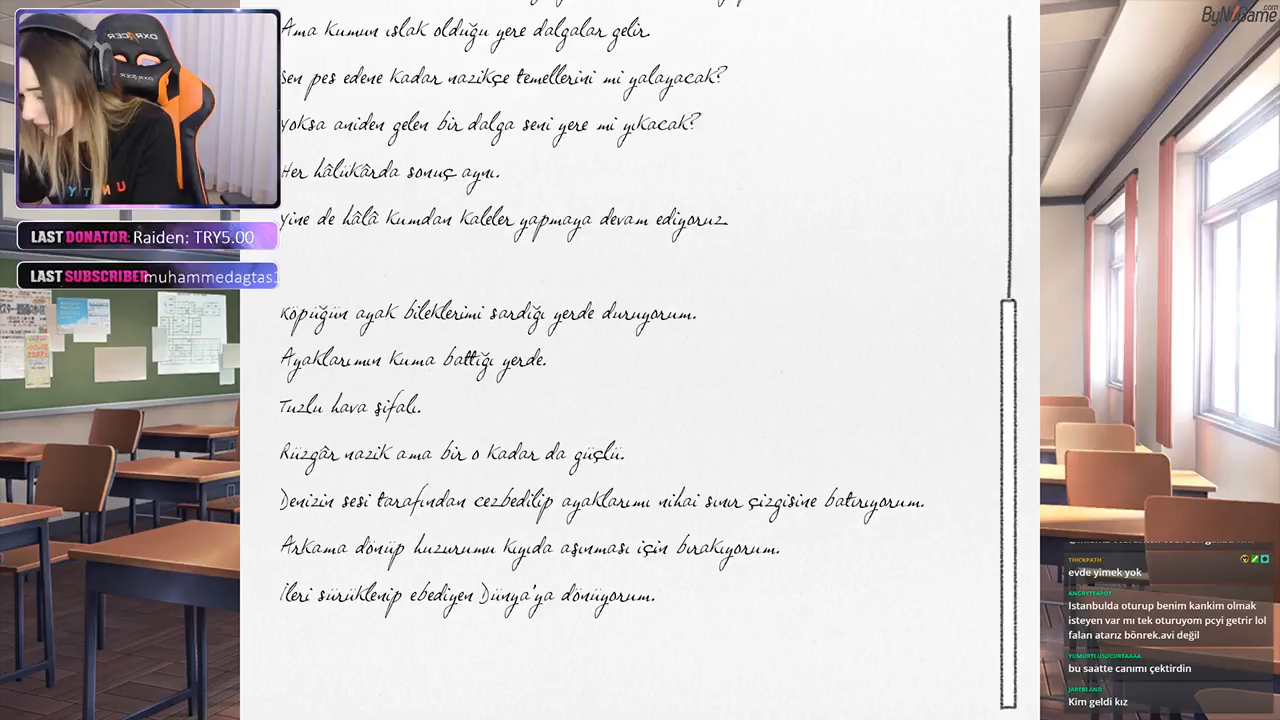 ByNoGame.com
Ama kumun ıslak olduğu yere dalgalar gelir.
Sen pes edene kadar nazikçe temellerini mi yalayacak?
Yoksa aniden gelen bir dalga seni yere mi yıkacak?
Her hâlükârda sonuç aynı.
Yine de hâlâ kumdan kaleler yapmaya devam ediyoruz
LAST DONATOR: Raiden: TRY5.00
LAST SUBSCRIBER: muhammedagtas1
Köpüğün ayak bileklerimi sardığı yerde duruyorum.
Ayaklarımın kuma battığı yerde.
Tuzlu hava şifalı.
Rüzgâr nazik ama bir o kadar da güçlü.
Denizin sesi tarafından cezbedilip ayaklarımı nihai sınır çizgisine batırıyorum.
Arkama dönüp huzurumu kıyıda aşınması için bırakıyorum.
İleri sürüklenip ebediyen Dünya'ya dönüyorum.
THICKPATH
evde yimek yok
ANGRYTEAPOT
Istanbulda oturup benim kankim olmak
isteyen var mı tek oturuyom pcyi getrir lol
falan atarız bönrek.avi değil
YUMURTLUSUCURTAAAA
bu saatte canımı çektirdin
JAREBLAND
Kim geldi kız
DXRACER